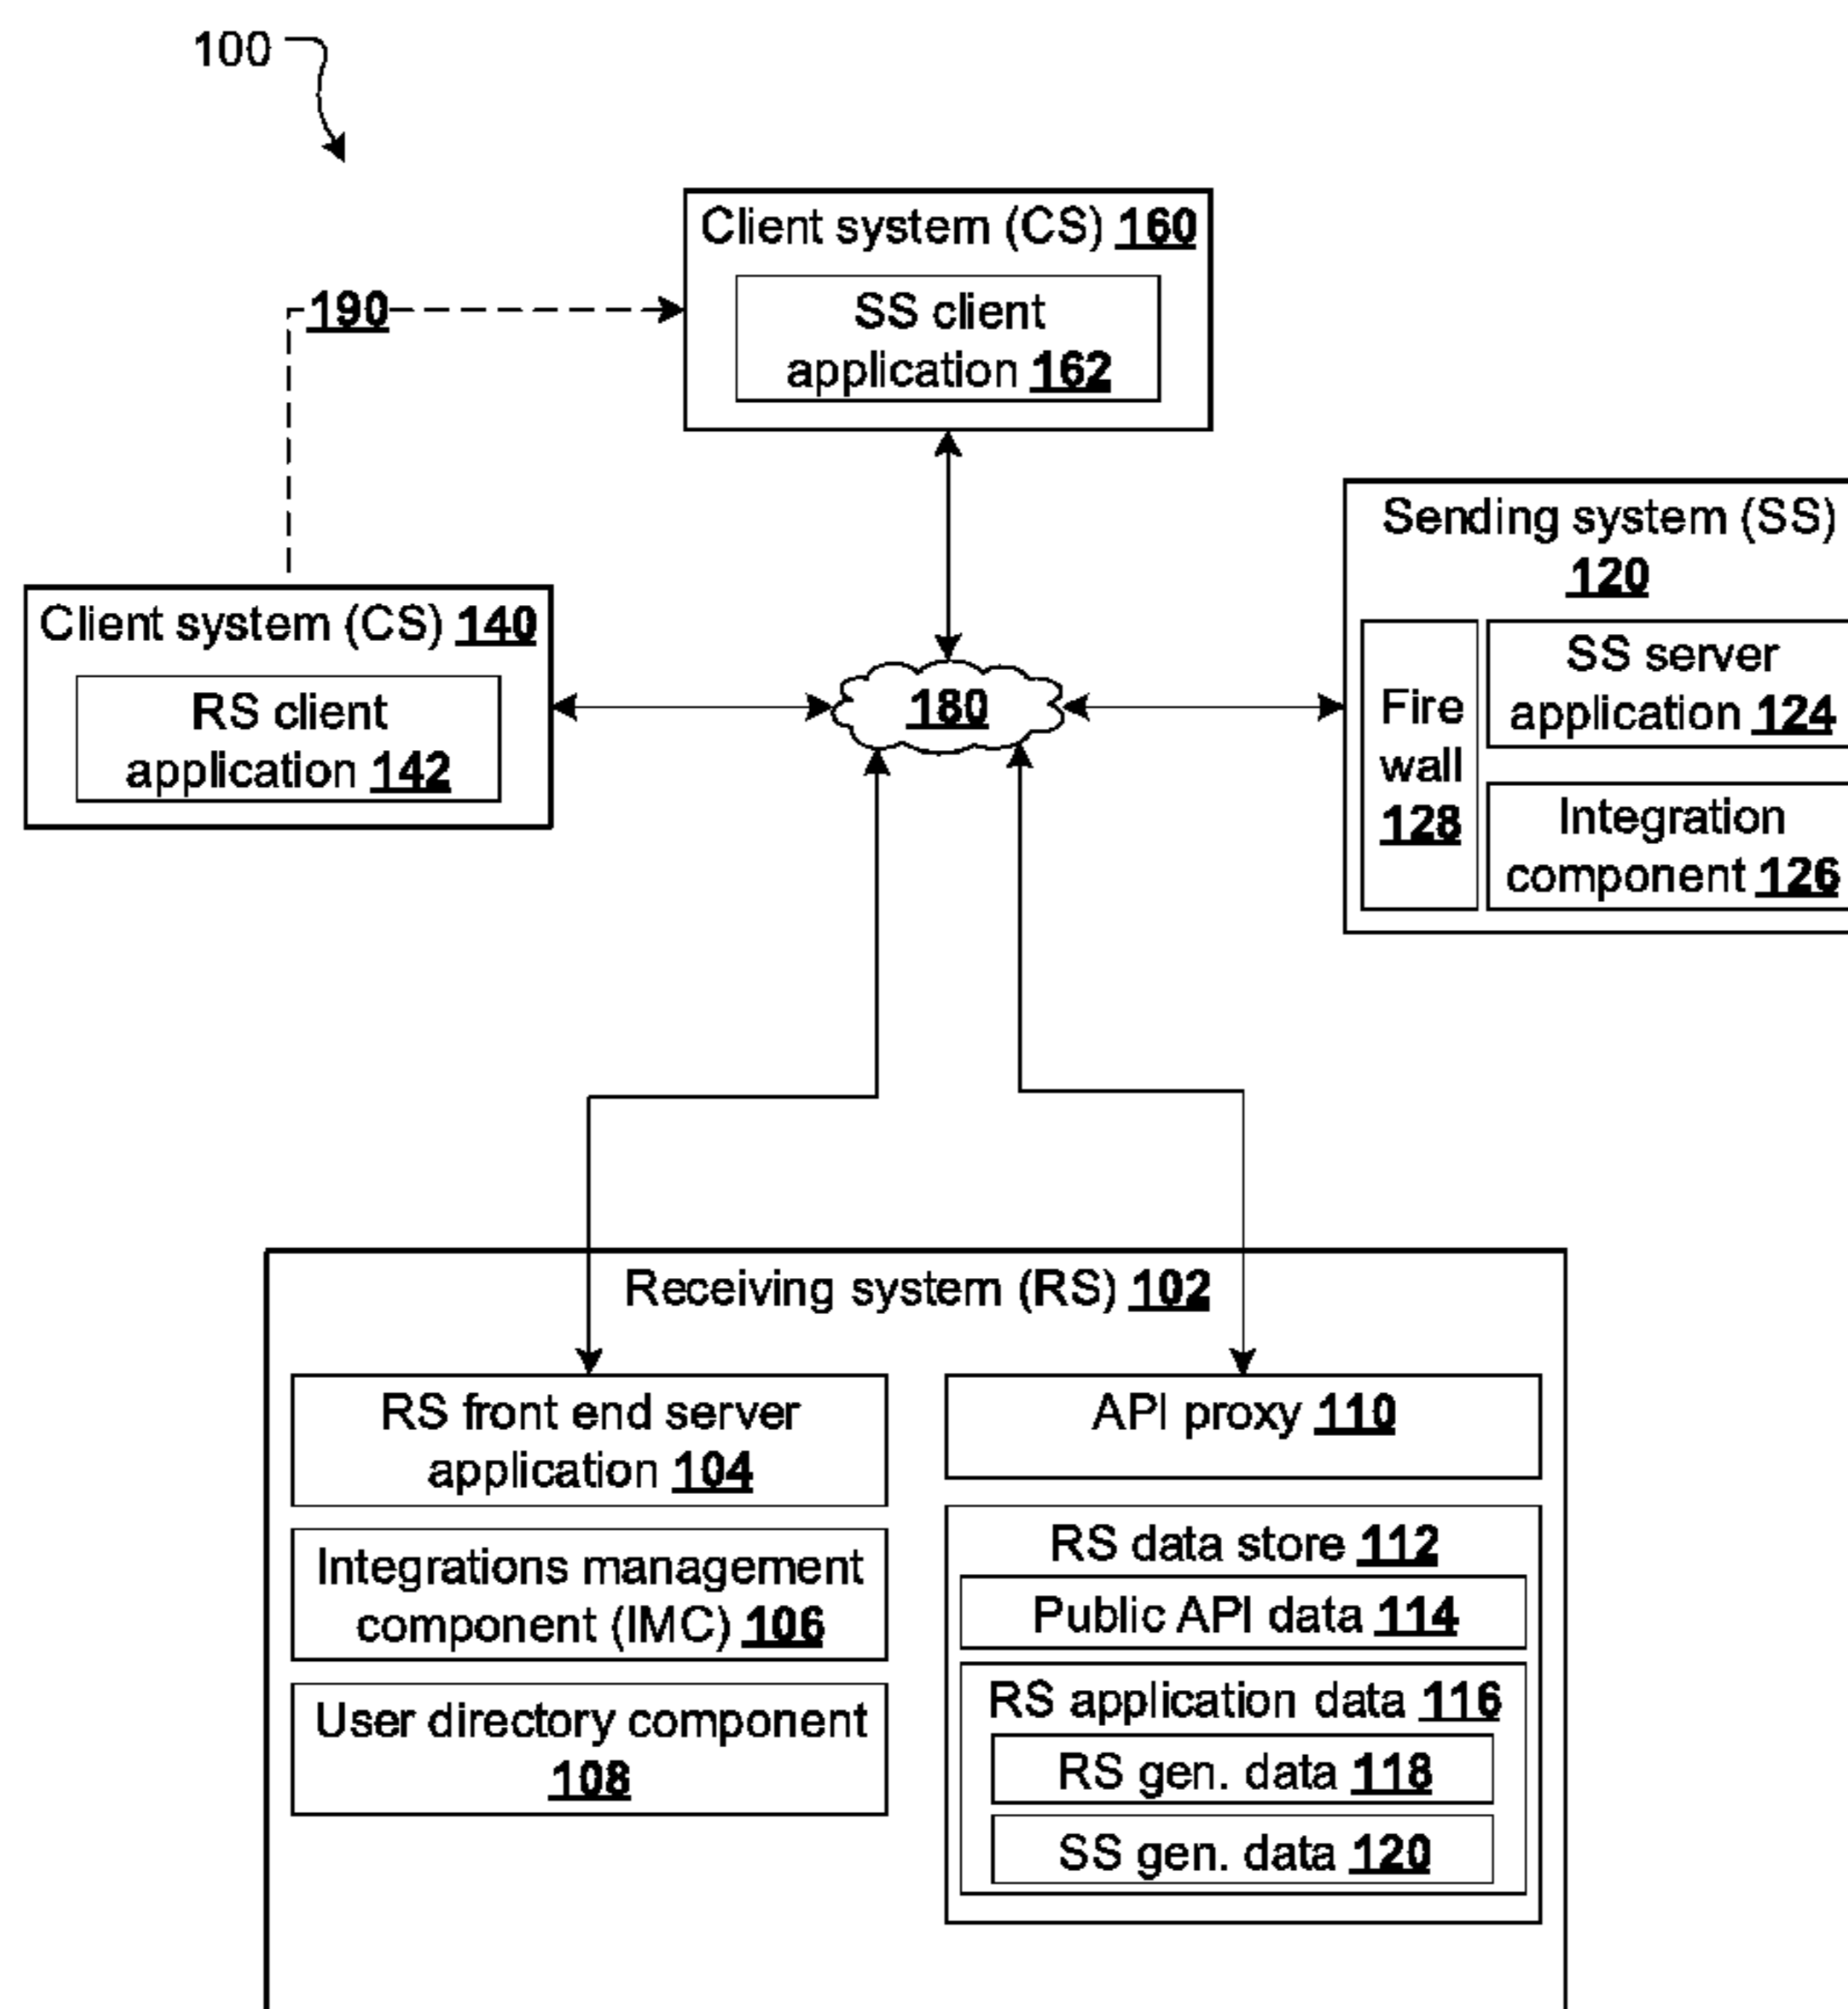 100
Client system (CS) 160
SS client
application 162
190
Sending system (SS)
120
Fire
wall
128
SS server
application 124
Integration
component 126
Client system (CS) 140
RS client
application 142
180
Receiving system (RS) 102
RS front end server
application 104
Integrations management
component (IMC) 106
User directory component
108
API proxy 110
RS data store 112
Public API data 114
RS application data 116
RS gen. data 118
SS gen. data 120